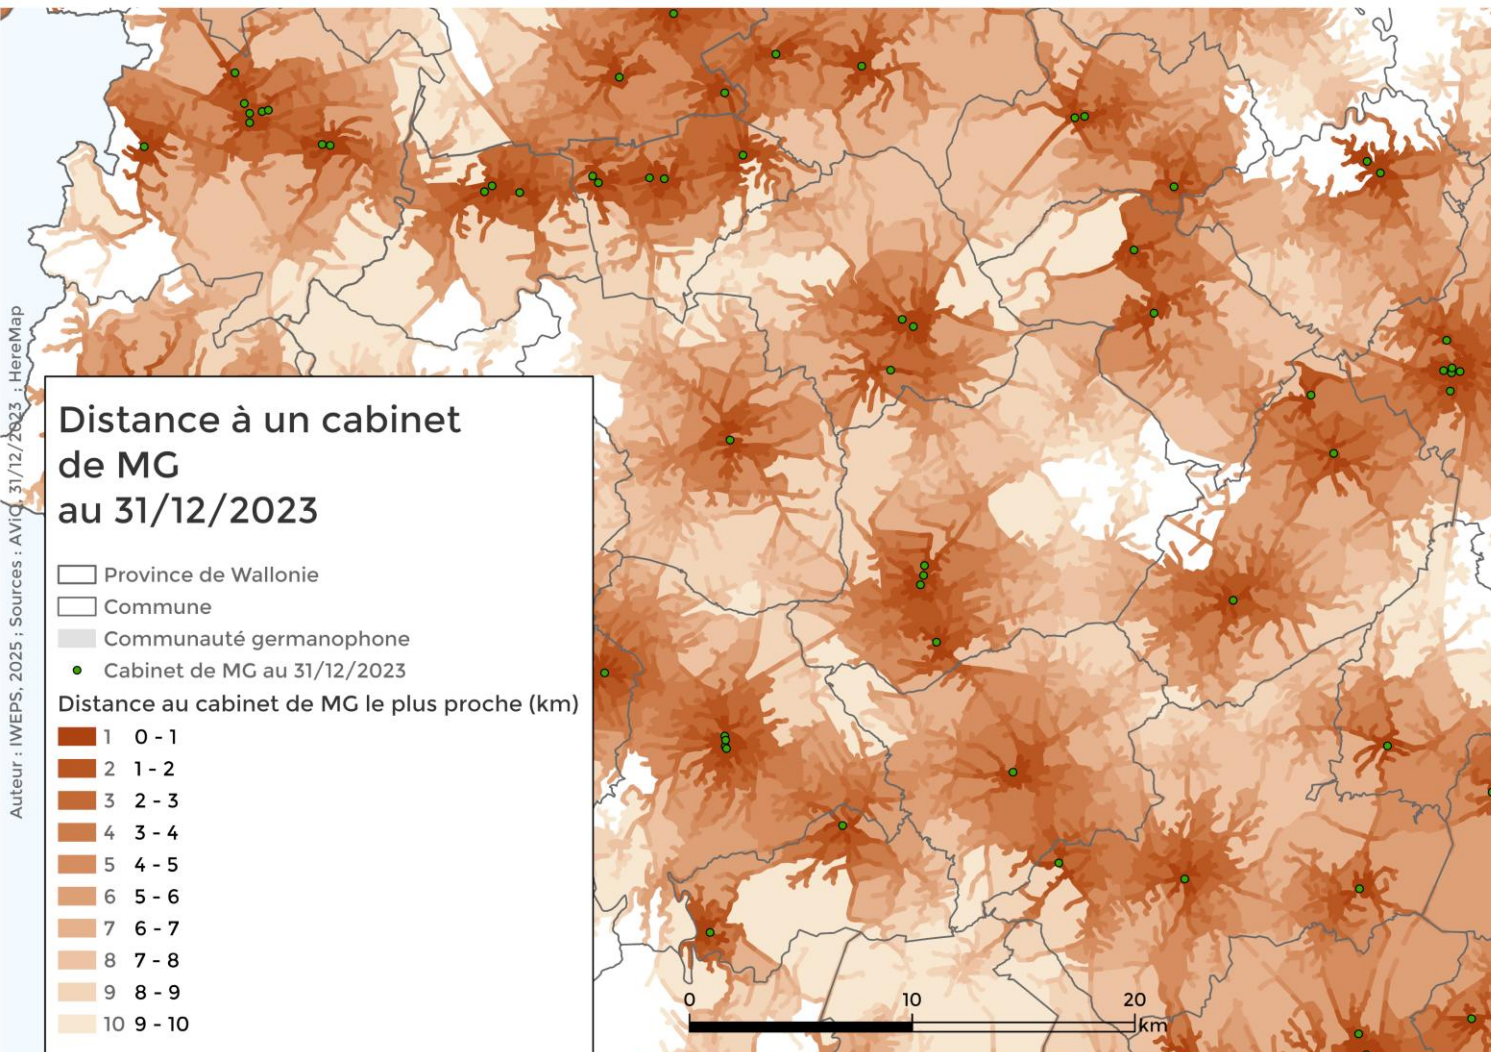 Distance à un cabinet
de MG
au 31/12/2023
Province de Wallonie
Commune
Communauté germanophone
Cabinet de MG au 31/12/2023
Distance au cabinet de MG le plus proche (km)
1 0 - 1
2 1 - 2
3 2 - 3
4 3 - 4
5 4 - 5
6 5 - 6
7 6 - 7
8 7 - 8
9 8 - 9
10 9 - 10
Auteur : IWEPS, 2025 ; Sources : AViQ, 31/12/2023 ; HereMap
0 10 20
km